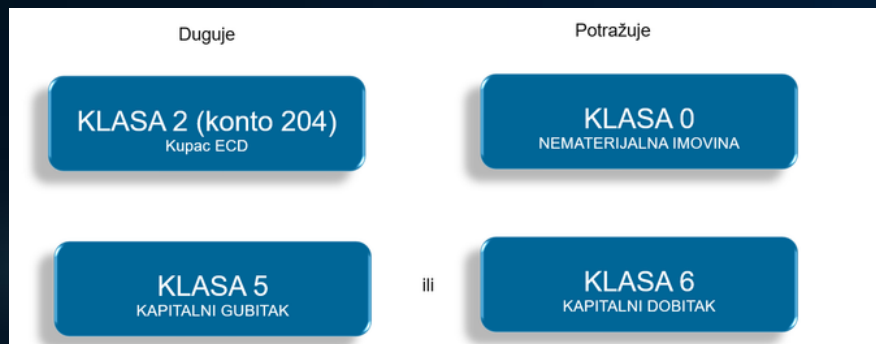 Duguje
Potražuje
KLASA 2 (konto 204)
Kupac ECD
KLASA 0
NEMATERIJALNA IMOVINA
KLASA 5
KAPITALNI GUBITAK
ili
KLASA 6
KAPITALNI DOBITAK